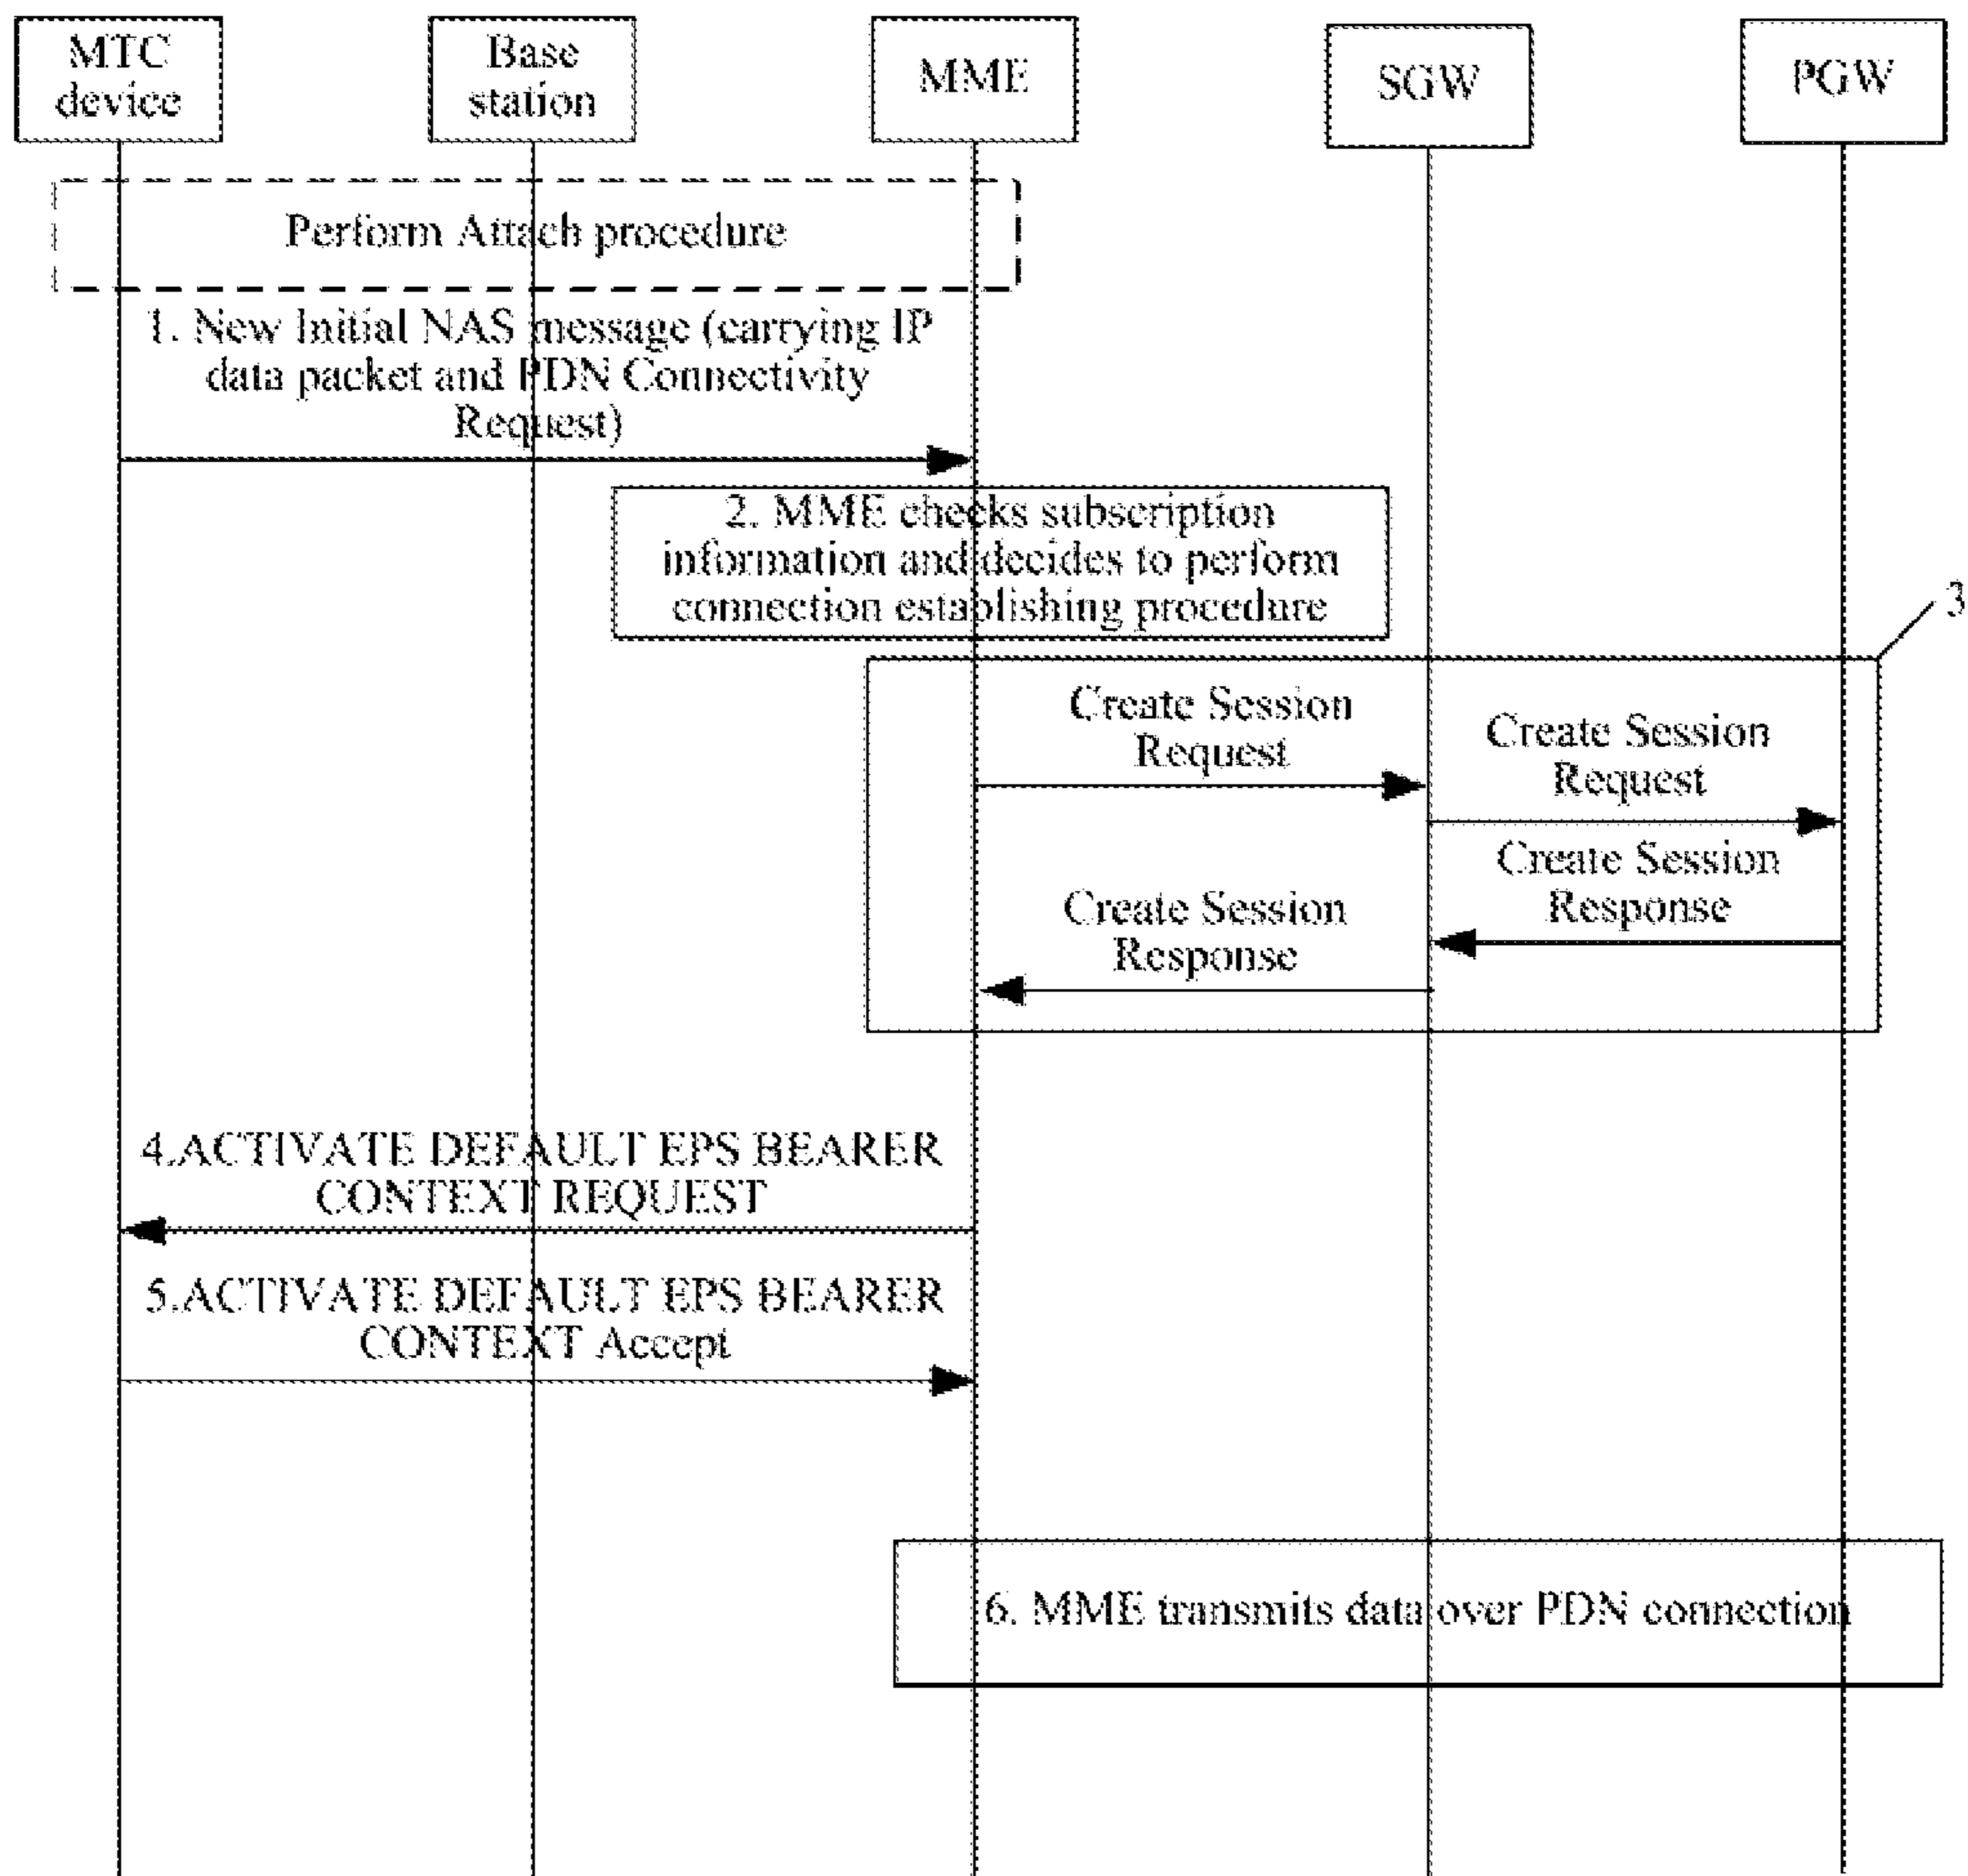 MTC
device
Base
station
MME
SGW
PGW
Perform Attach procedure
1. New Initial NAS message (carrying IP
data packet and PDN Connectivity
Request)
2. MME checks subscription
information and decides to perform
connection establishing procedure
3
Create Session
Request
Create Session
Request
Create Session
Response
Create Session
Response
4.ACTIVATE DEFAULT EPS BEARER
CONTEXT REQUEST
5.ACTIVATE DEFAULT EPS BEARER
CONTEXT Accept
6. MME transmits data over PDN connection